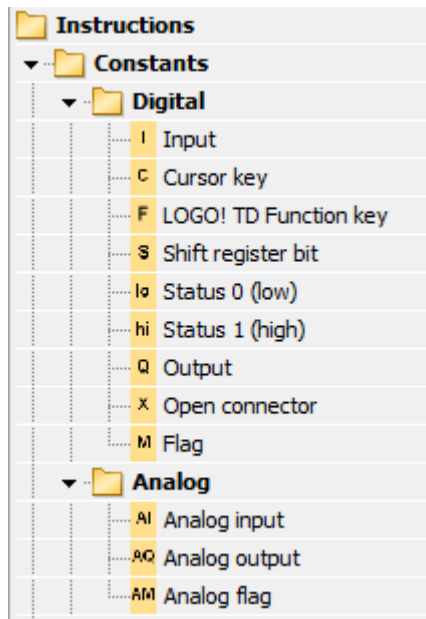 Instructions
Constants
Digital
I Input
C Cursor key
F LOGO! TD Function key
S Shift register bit
lo Status 0 (low)
hi Status 1 (high)
Q Output
X Open connector
M Flag
Analog
AI Analog input
AQ Analog output
AM Analog flag